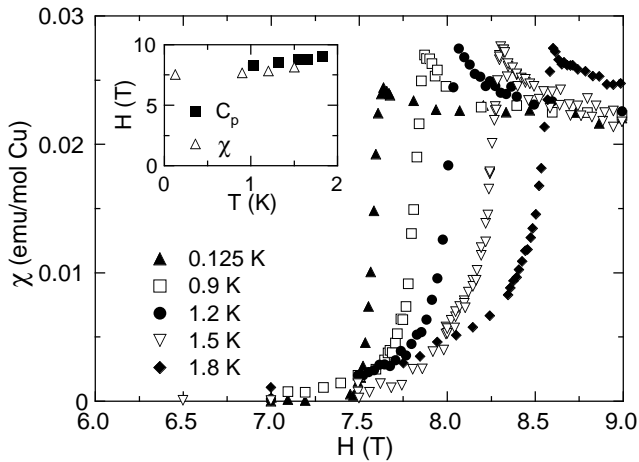 χ (emu/mol Cu)
0.03
0.02
0.01
0
6.0 6.5 7.0 7.5 8.0 8.5 9.0
H (T)
H (T)
10
5
0
0 1 2
T (K)
C_p
χ
0.125 K
0.9 K
1.2 K
1.5 K
1.8 K